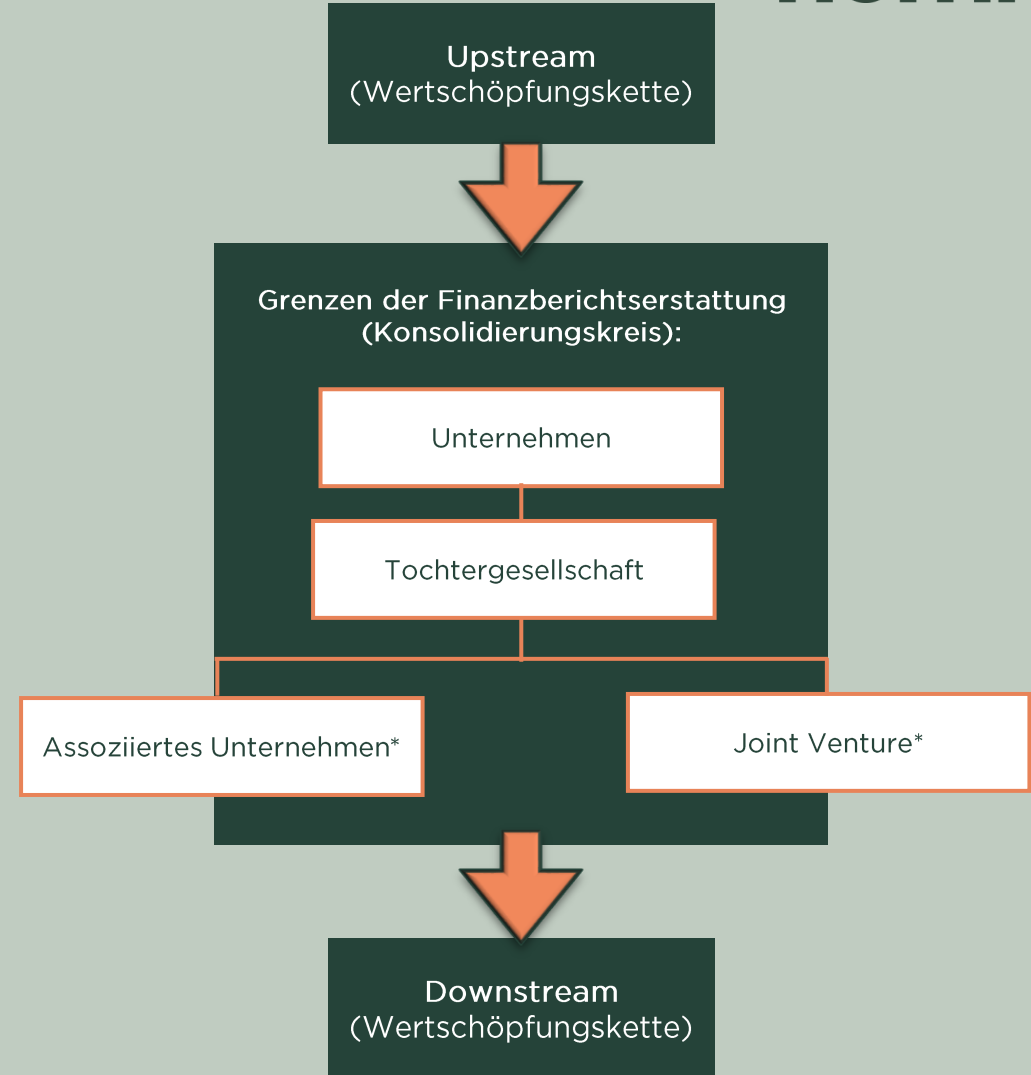 Upstream
(Wertschöpfungskette)
Grenzen der Finanzberichtserstattung
(Konsolidierungskreis):
Unternehmen
Tochtergesellschaft
Assoziiertes Unternehmen*
Joint Venture*
Downstream
(Wertschöpfungskette)